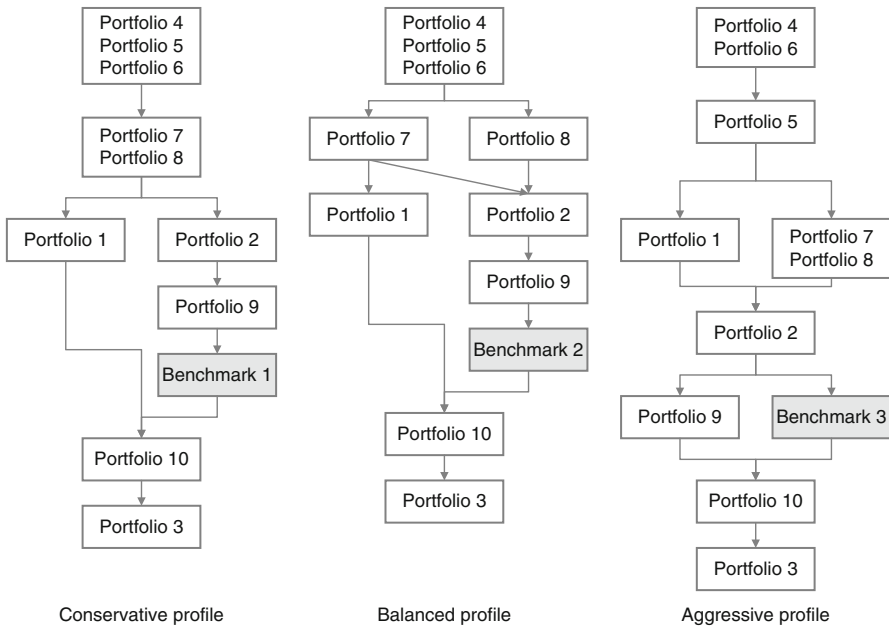 Portfolio 4
Portfolio 5
Portfolio 6
Portfolio 7
Portfolio 8
Portfolio 1
Portfolio 2
Portfolio 9
Benchmark 1
Portfolio 10
Portfolio 3
Conservative profile
Portfolio 4
Portfolio 5
Portfolio 6
Portfolio 7
Portfolio 8
Portfolio 1
Portfolio 2
Portfolio 9
Benchmark 2
Portfolio 10
Portfolio 3
Balanced profile
Portfolio 4
Portfolio 6
Portfolio 5
Portfolio 1
Portfolio 7
Portfolio 8
Portfolio 2
Portfolio 9
Benchmark 3
Portfolio 10
Portfolio 3
Aggressive profile